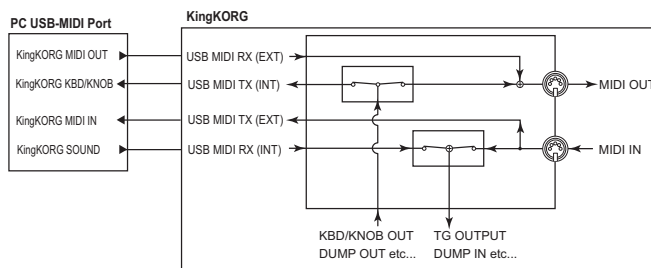 PC USB-MIDI Port
KingKORG
KingKORG MIDI OUT
USB MIDI RX (EXT)
KingKORG KBD/KNOB
USB MIDI TX (INT)
MIDI OUT
KingKORG MIDI IN
USB MIDI TX (EXT)
KingKORG SOUND
USB MIDI RX (INT)
MIDI IN
KBD/KNOB OUT
DUMP OUT etc...
TG OUTPUT
DUMP IN etc...